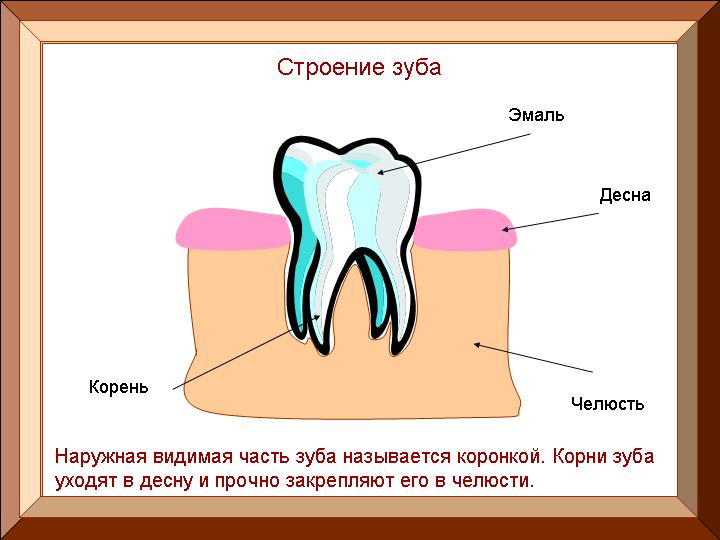 Строение зуба
Эмаль
Десна
Корень
Челюсть
Наружная видимая часть зуба называется коронкой. Корни зуба
уходят в десну и прочно закрепляют его в челюсти.